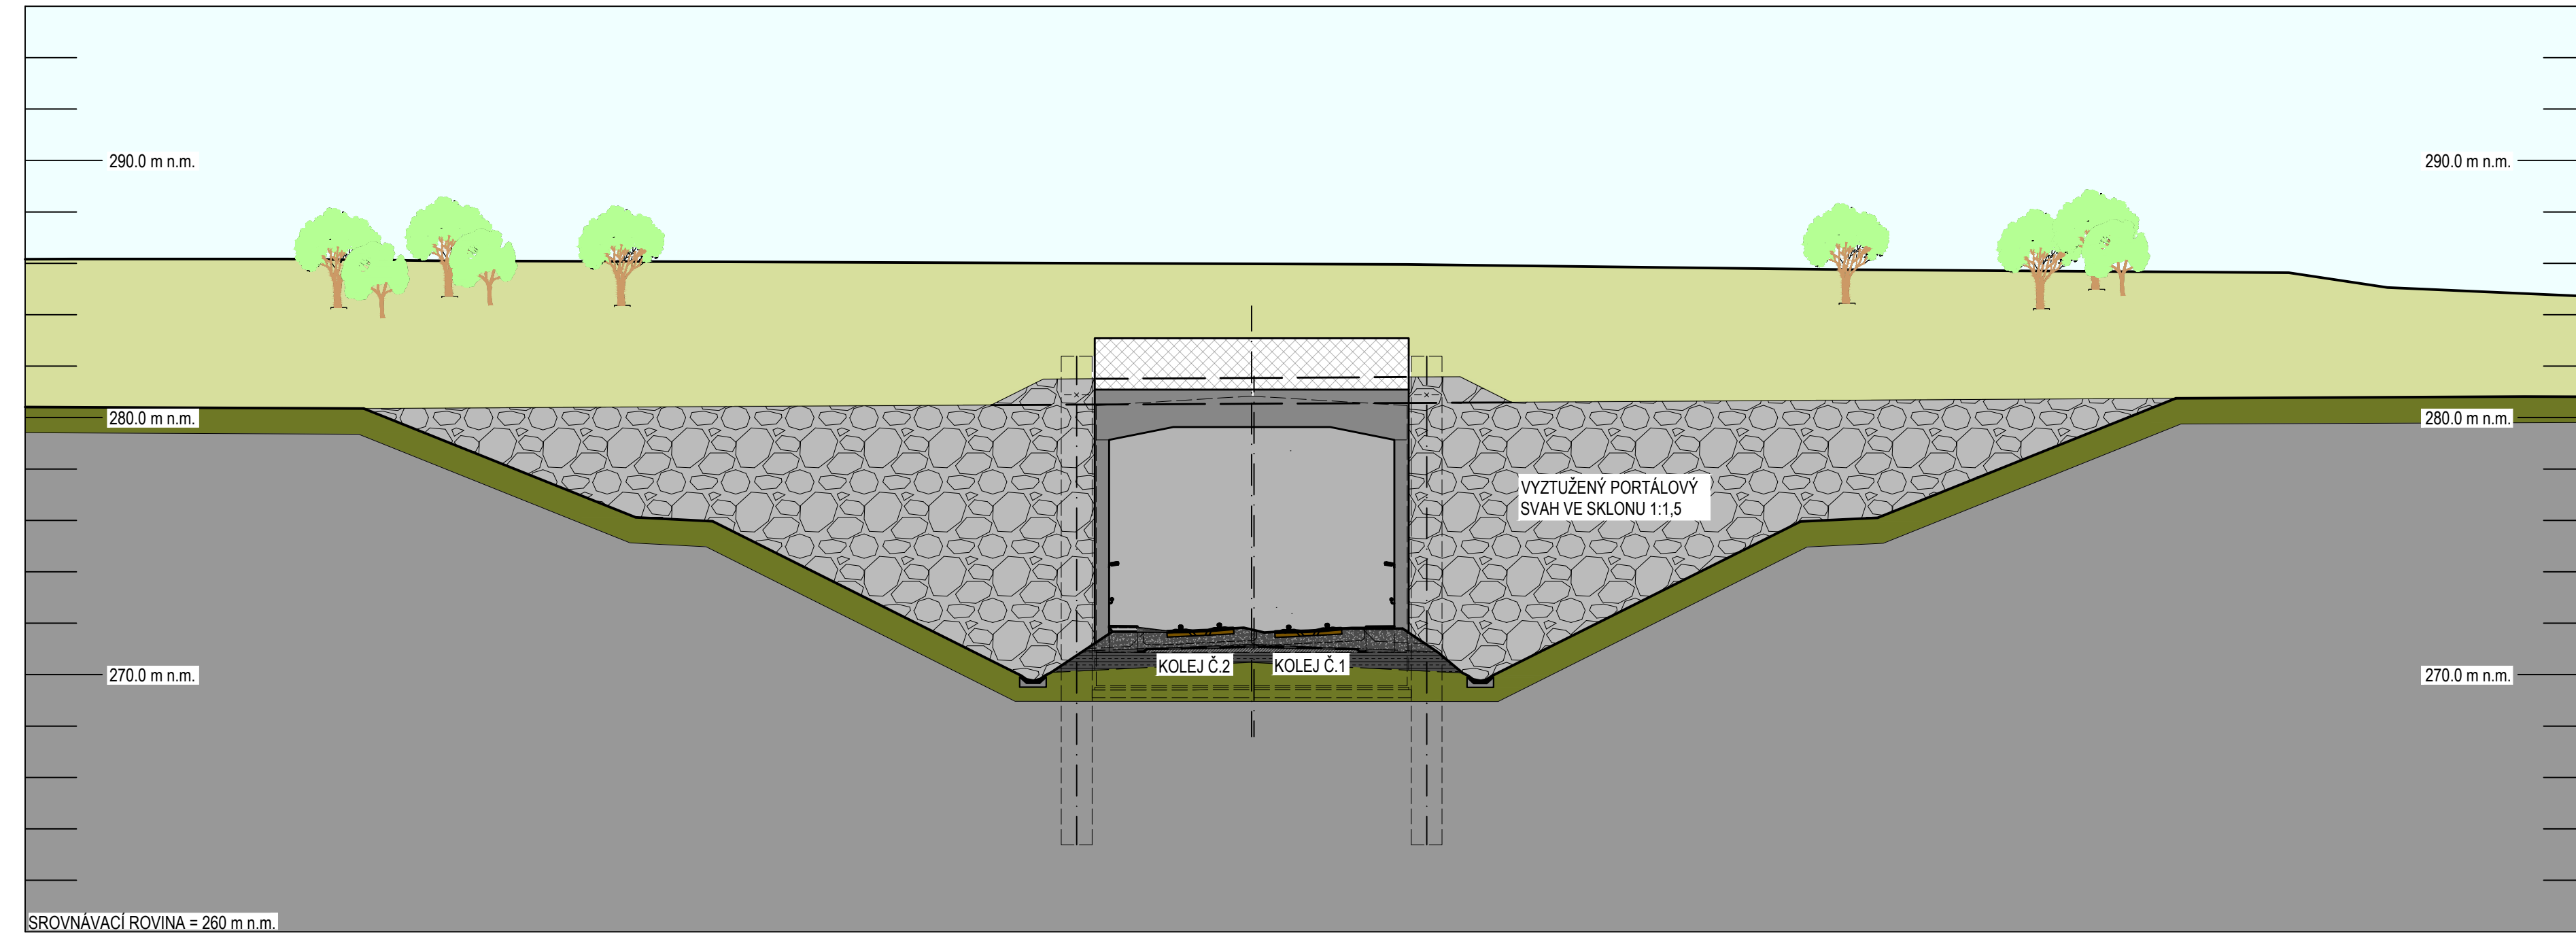 290.0 m n.m.
290.0 m n.m.
280.0 m n.m.
280.0 m n.m.
VYZTUŽENÝ PORTÁLOVÝ
SVAH VE SKLONU 1:1,5
KOLEJ Č.2
KOLEJ Č.1
270.0 m n.m.
270.0 m n.m.
SROVNÁVACÍ ROVINA = 260 m n.m.